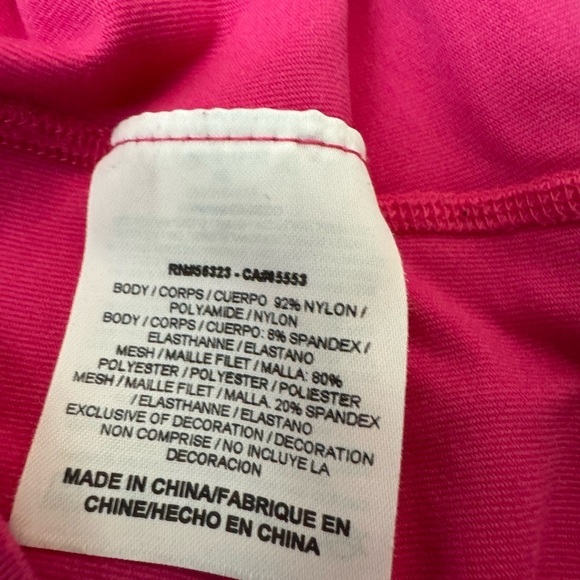 RN#56323 - CA#85553
BODY / CORPS / CUERPO 92% NYLON /
POLYAMIDE / NYLON
BODY / CORPS / CUERPO: 8% SPANDEX /
ELASTHANNE / ELASTANO
MESH / MAILLE FILET / MALLA: 80%
POLYESTER / POLYESTER / POLIESTER
MESH / MAILLE FILET / MALLA. 20% SPANDEX
/ ELASTHANNE / ELASTANO
EXCLUSIVE OF DECORATION / DECORATION
NON COMPRISE / NO INCLUYE LA
DECORACION
MADE IN CHINA/FABRIQUE EN
CHINE/HECHO EN CHINA